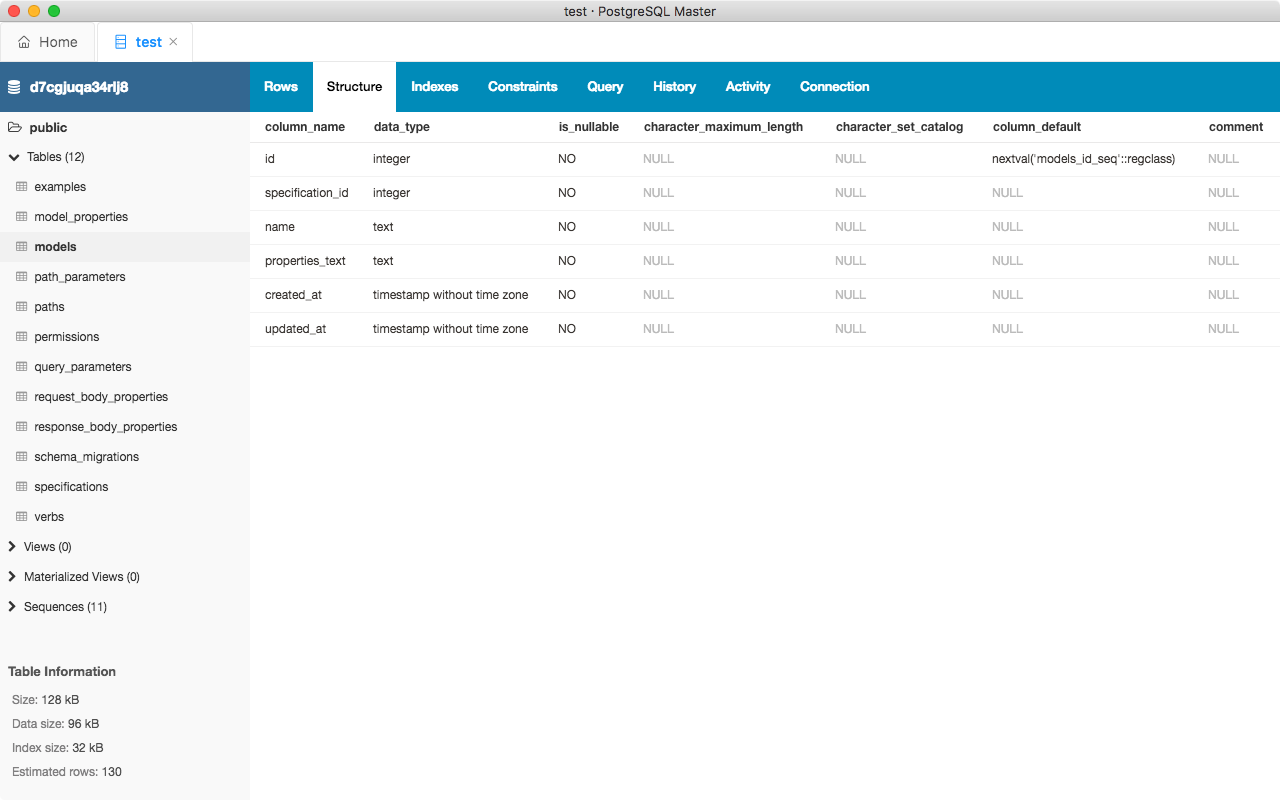 test · PostgreSQL Master
Home
test
d7cgjuqa34rlj8
Rows Structure Indexes Constraints Query History Activity Connection
public
Tables (12)
examples
model_properties
models
path_parameters
paths
permissions
query_parameters
request_body_properties
response_body_properties
schema_migrations
specifications
verbs
Views (0)
Materialized Views (0)
Sequences (11)
Table Information
Size: 128 kB
Data size: 96 kB
Index size: 32 kB
Estimated rows: 130
column_name data_type is_nullable character_maximum_length character_set_catalog column_default comment
id integer NO NULL NULL nextval('models_id_seq'::regclass) NULL
specification_id integer NO NULL NULL NULL NULL
name text NO NULL NULL NULL NULL
properties_text text NO NULL NULL NULL NULL
created_at timestamp without time zone NO NULL NULL NULL NULL
updated_at timestamp without time zone NO NULL NULL NULL NULL